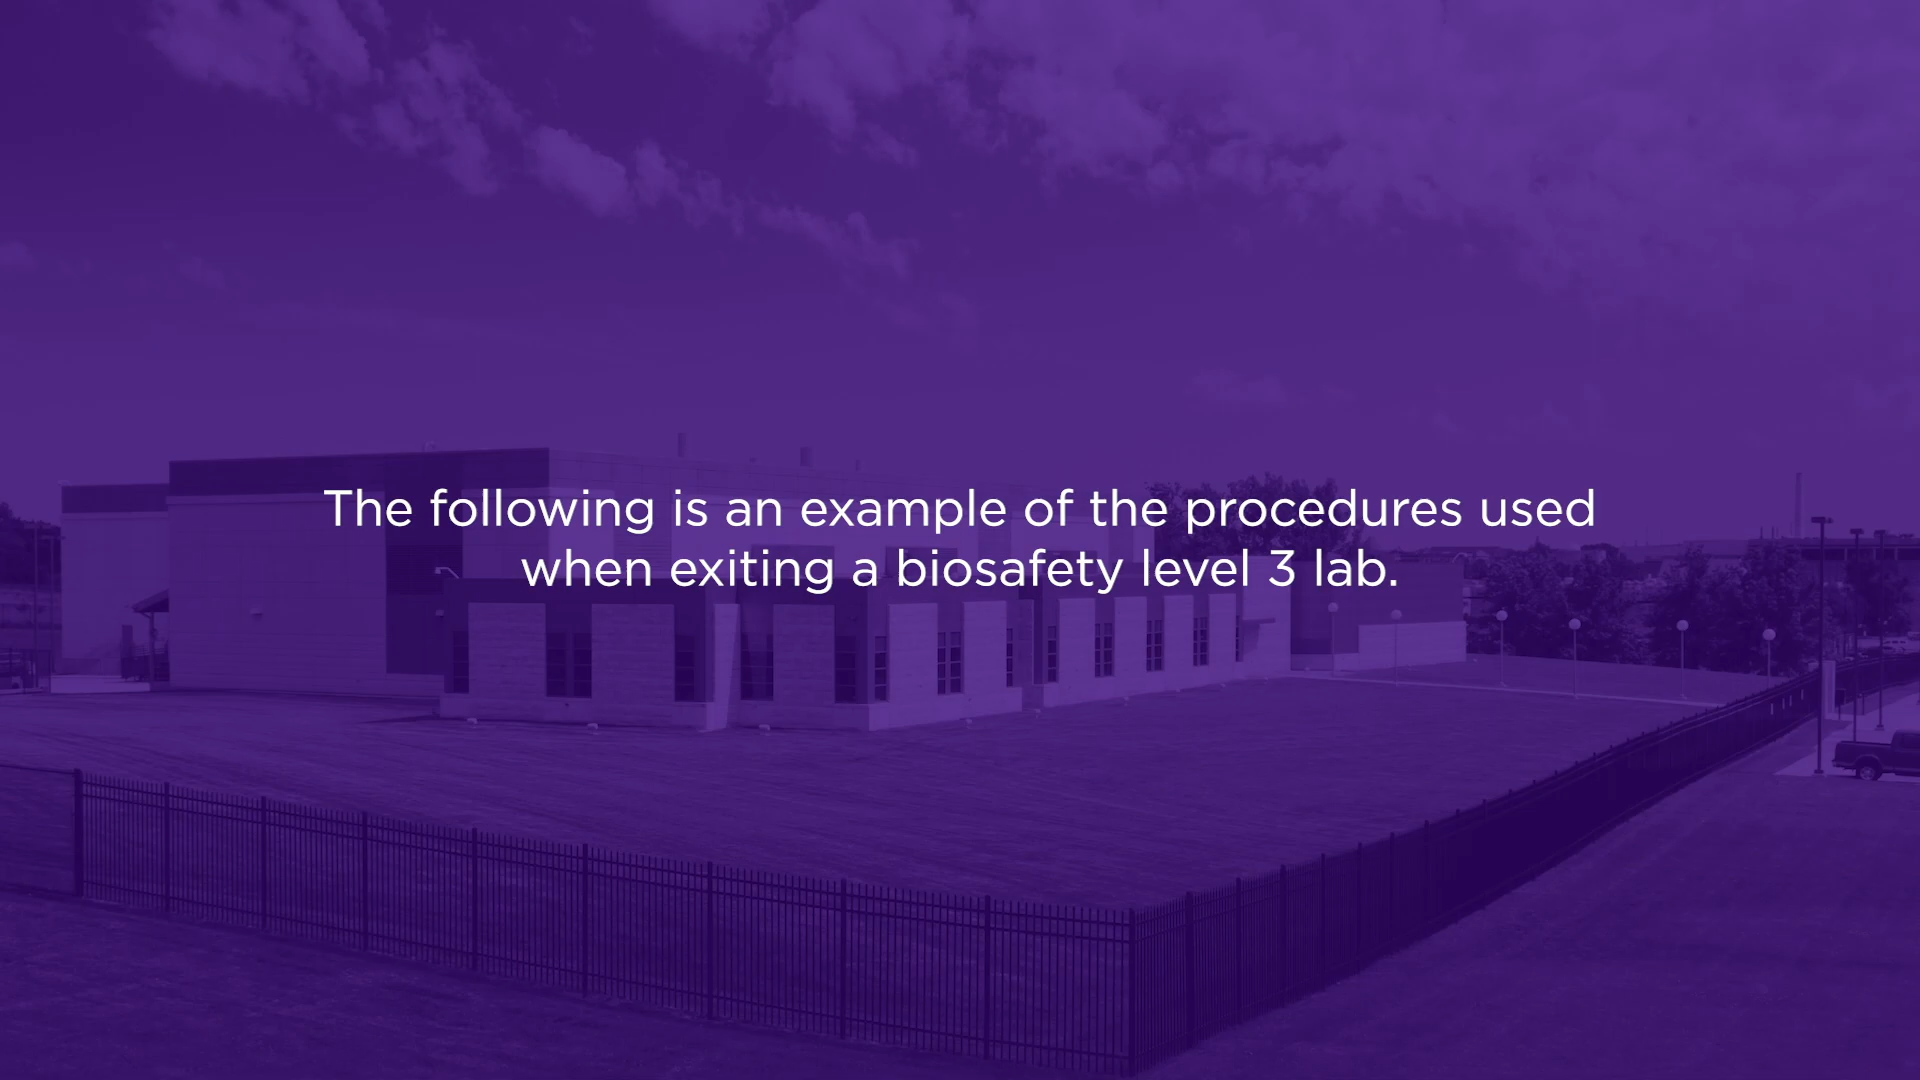 The following is an example of the procedures used
when exiting a biosafety level 3 lab.